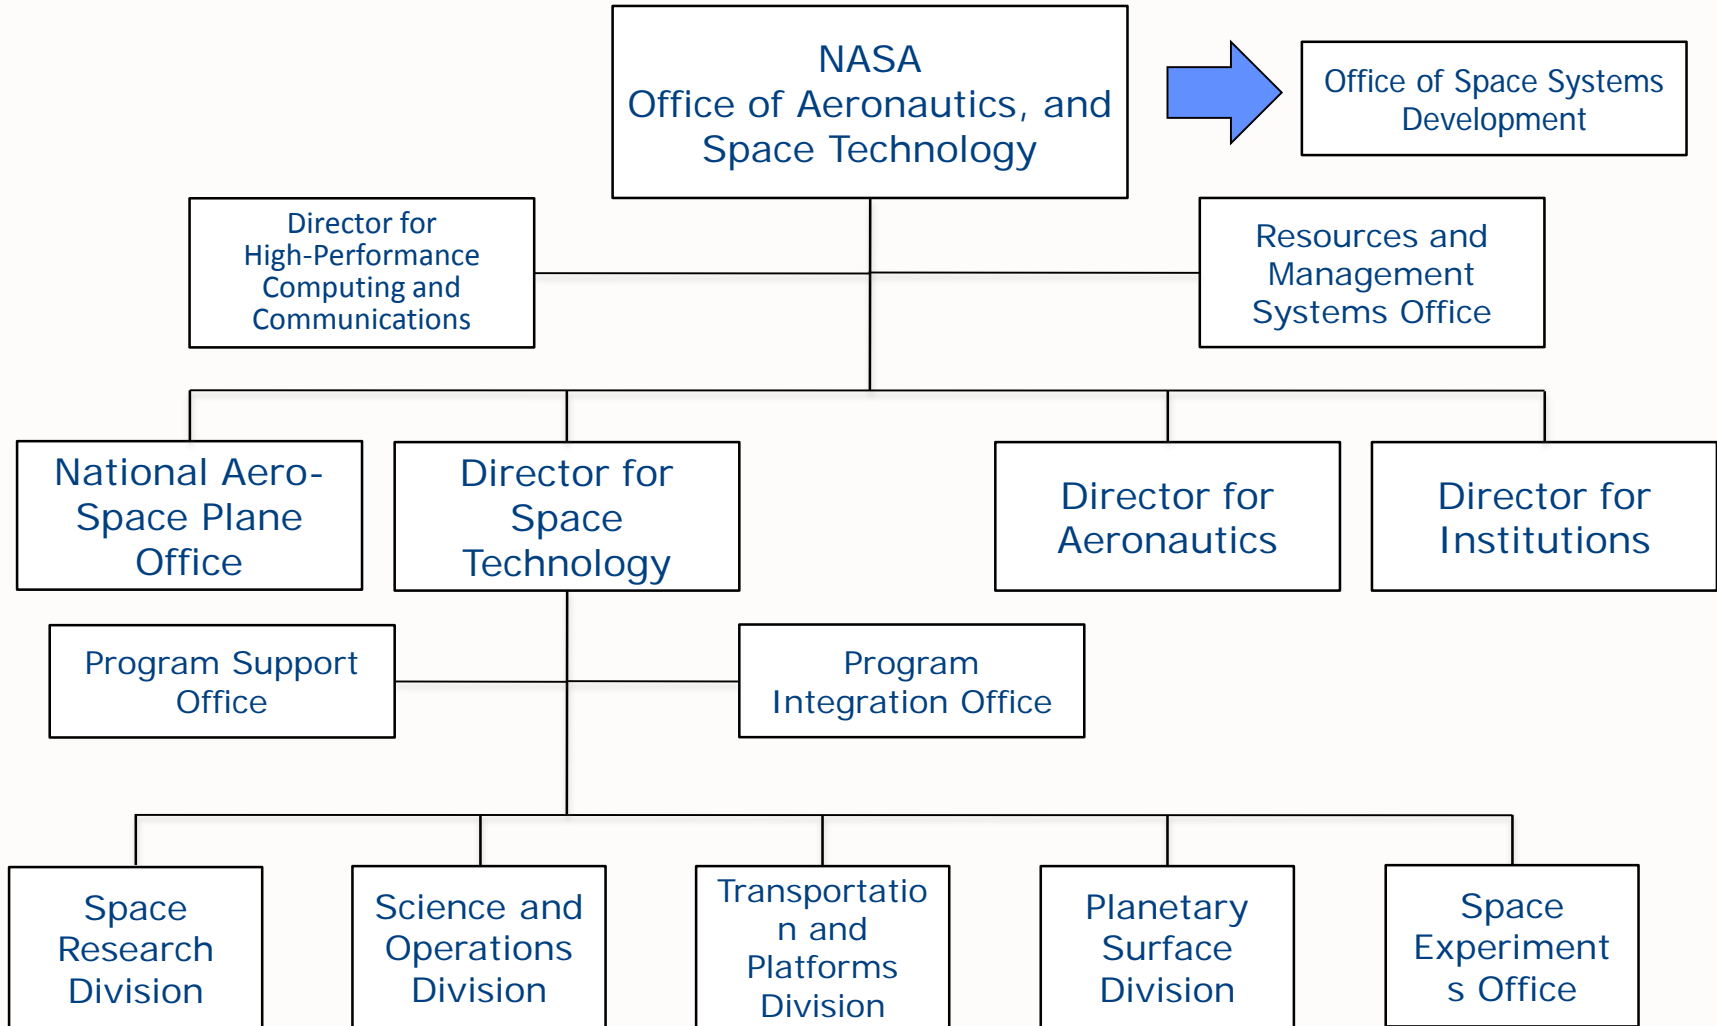 NASA
Office of Aeronautics, and
Space Technology
Office of Space Systems
Development
Director for
High-Performance
Computing and
Communications
Resources and
Management
Systems Office
National Aero-
Space Plane
Office
Director for
Space
Technology
Director for
Aeronautics
Director for
Institutions
Program Support
Office
Program
Integration Office
Space
Research
Division
Science and
Operations
Division
Transportatio
n and
Platforms
Division
Planetary
Surface
Division
Space
Experiment
s Office